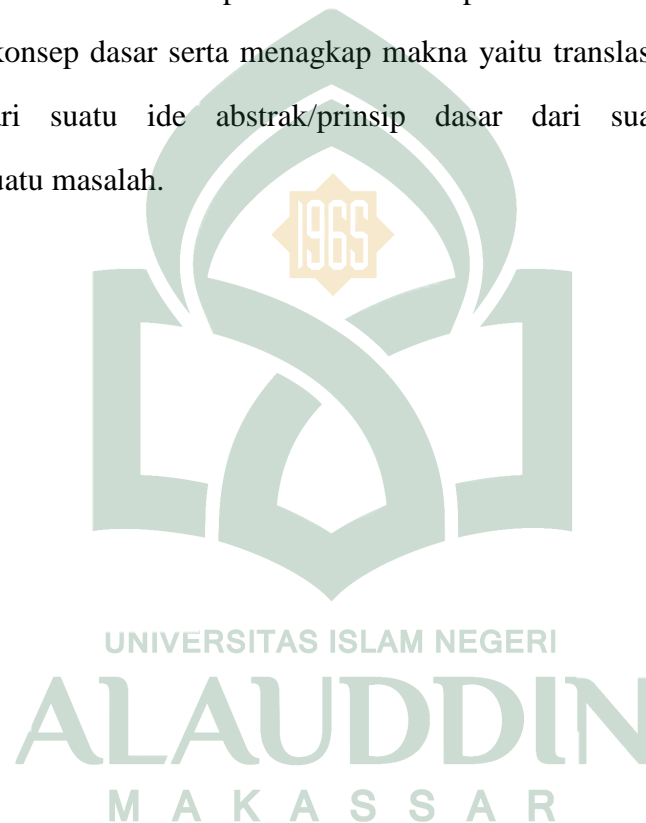 konsep dasar serta menagkap makna yaitu translas
ri suatu ide abstrak/prinsip dasar dari sua
uatu masalah.
1965
UNIVERSITAS ISLAM NEGERI
ALAUDDIN
MAKASSAR